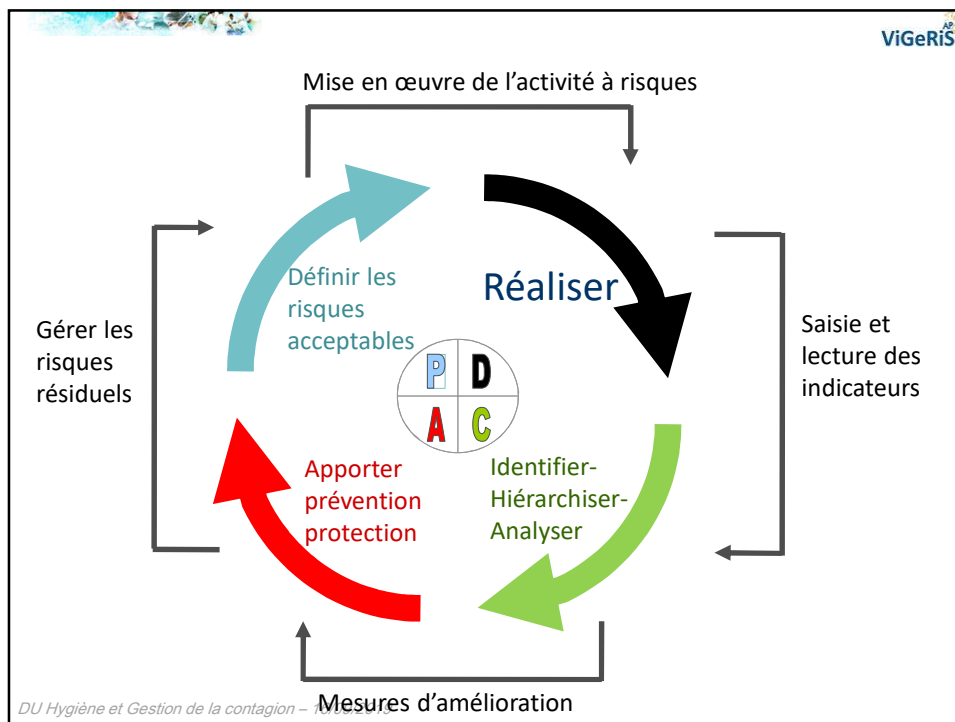 AP
ViGeRiS
Mise en œuvre de l’activité à risques
Définir les
risques
acceptables
Réaliser
Gérer les
risques
résiduels
Saisie et
lecture des
indicateurs
P D
A C
Apporter
prévention
protection
Identifier-
Hiérarchiser-
Analyser
Mesures d’amélioration
DU Hygiène et Gestion de la contagion –